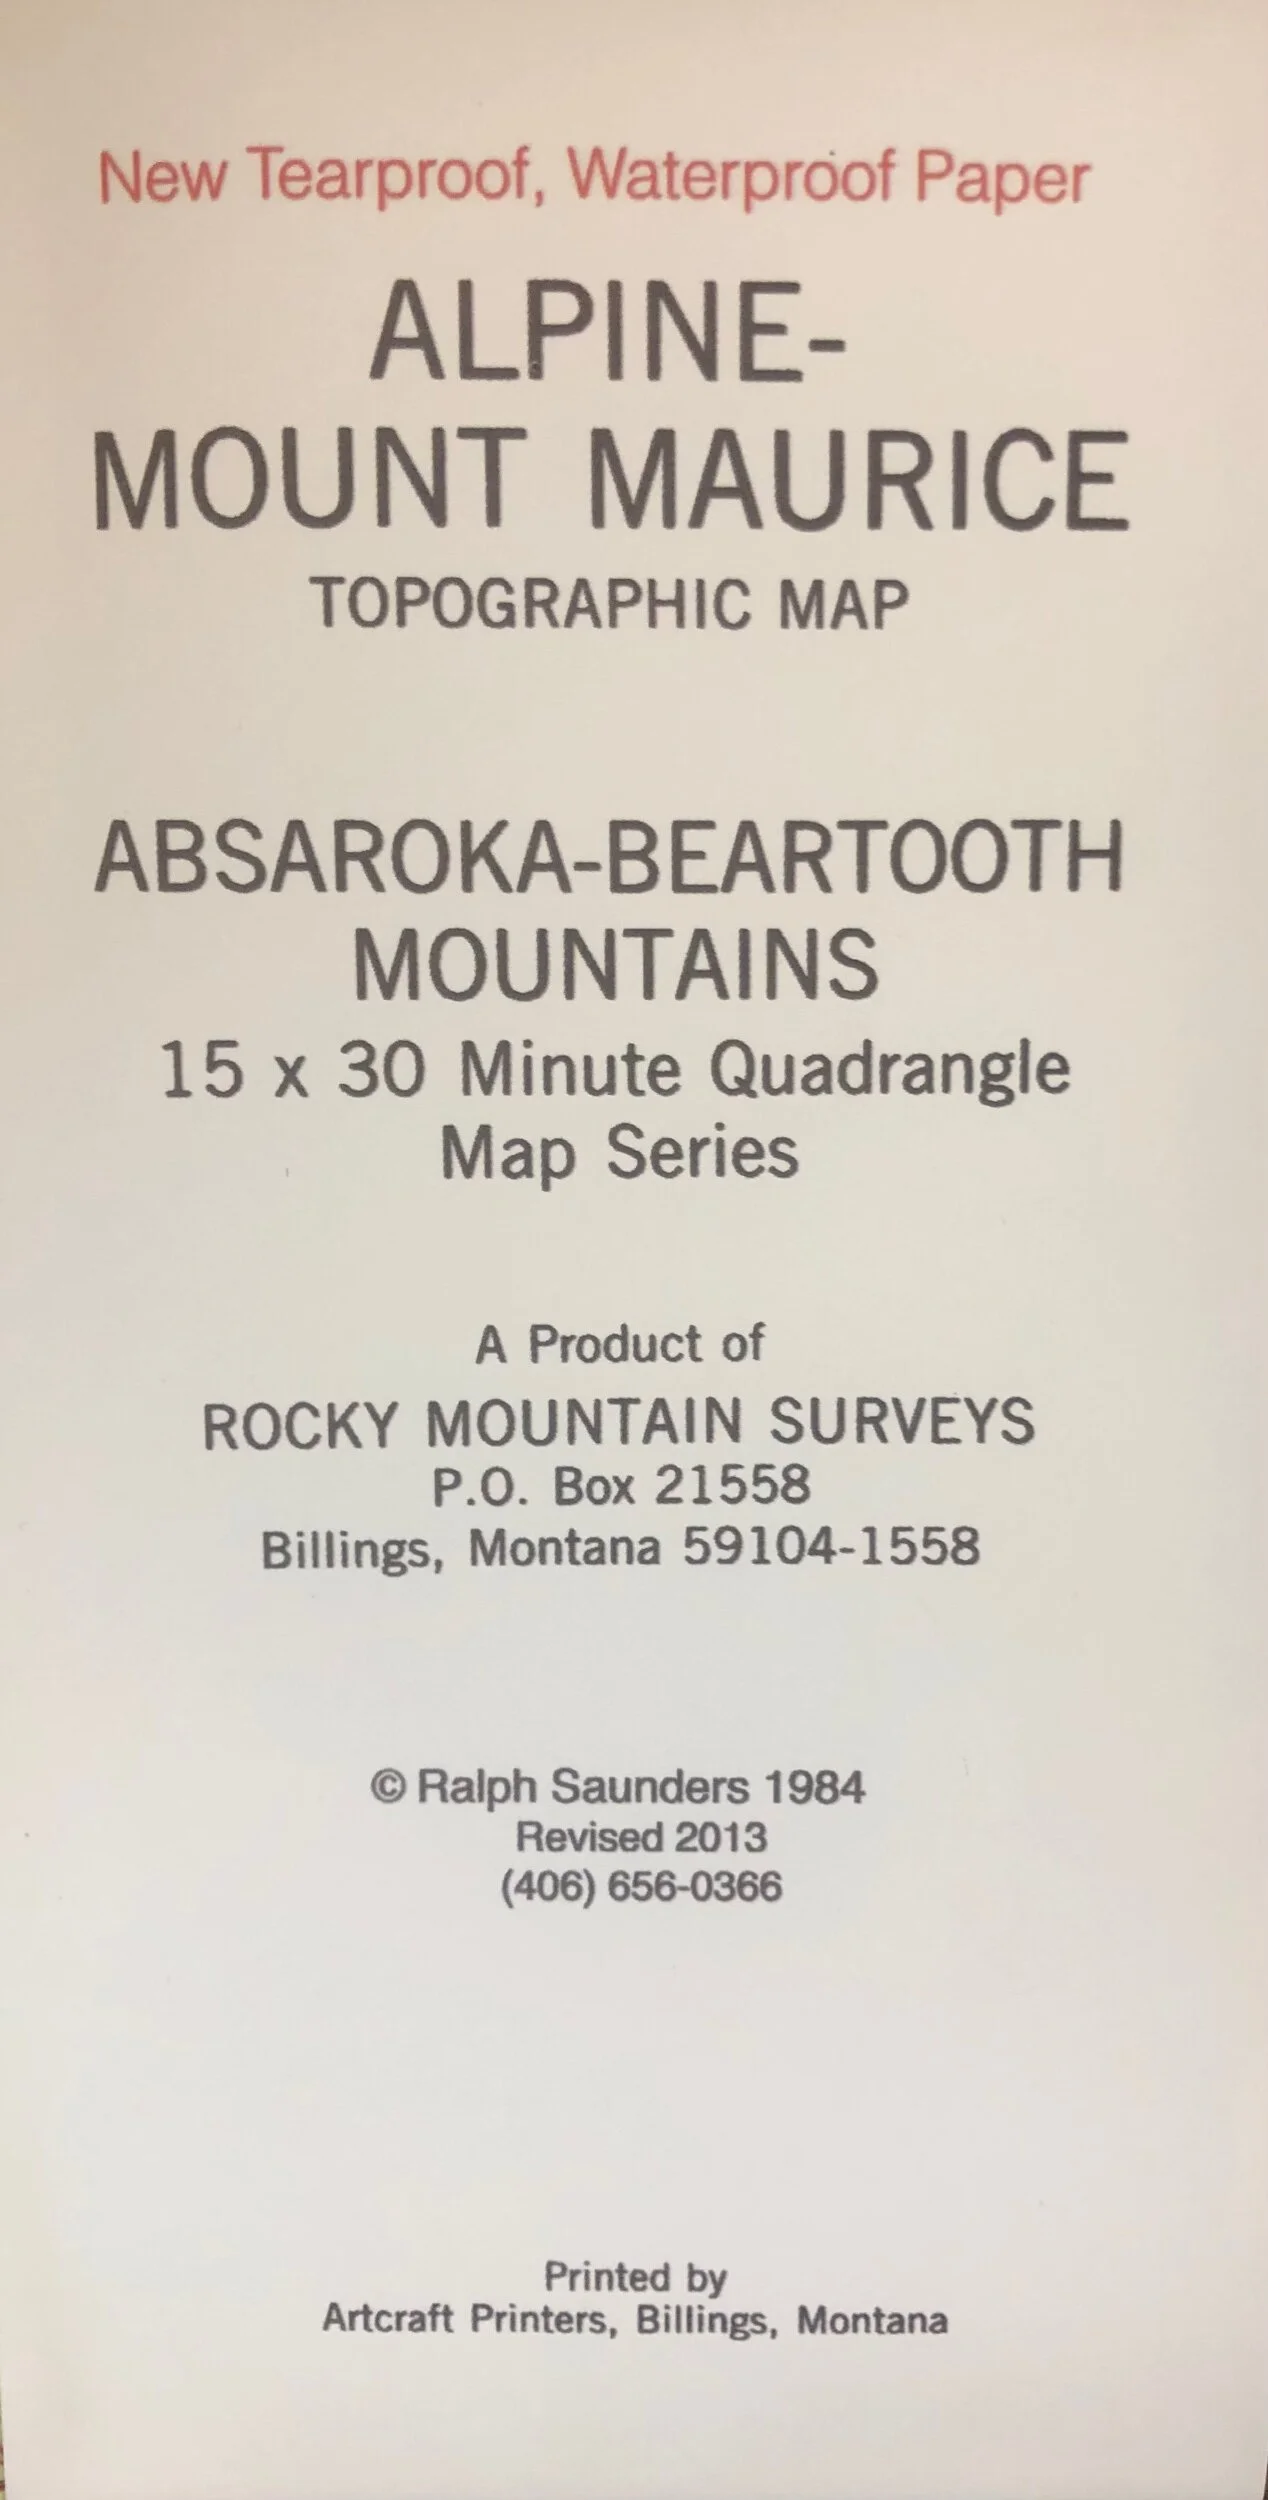 New Tearproof, Waterproof Paper
ALPINE-
MOUNT MAURICE
TOPOGRAPHIC MAP
ABSAROKA-BEARTOOTH
MOUNTAINS
15 x 30 Minute Quadrangle
Map Series
A Product of
ROCKY MOUNTAIN SURVEYS
P.O. Box 21558
Billings, Montana 59104-1558
© Ralph Saunders 1984
Revised 2013
(406) 656-0366
Printed by
Artcraft Printers, Billings, Montana